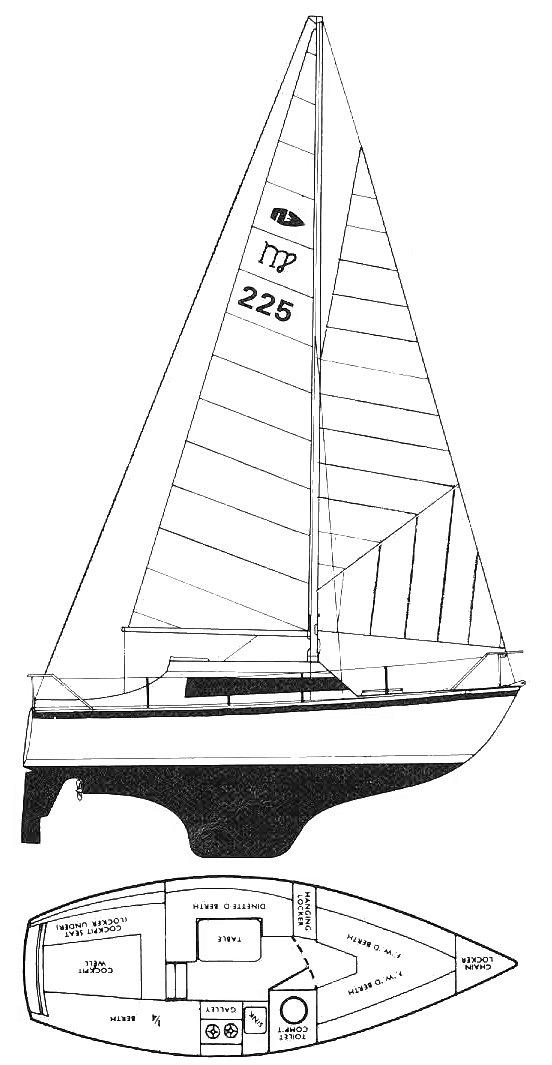 225
HANGING
LOCKER
DINETTE D BERTH
COCKPIT SEAT
(LOCKER UNDER)
TABLE
F'W'D BERTH
COCKPIT
WELL
F'W'D BERTH
CHAIN
LOCKER
¼ BERTH
GALLEY
SINK
TOILET
COMP'T